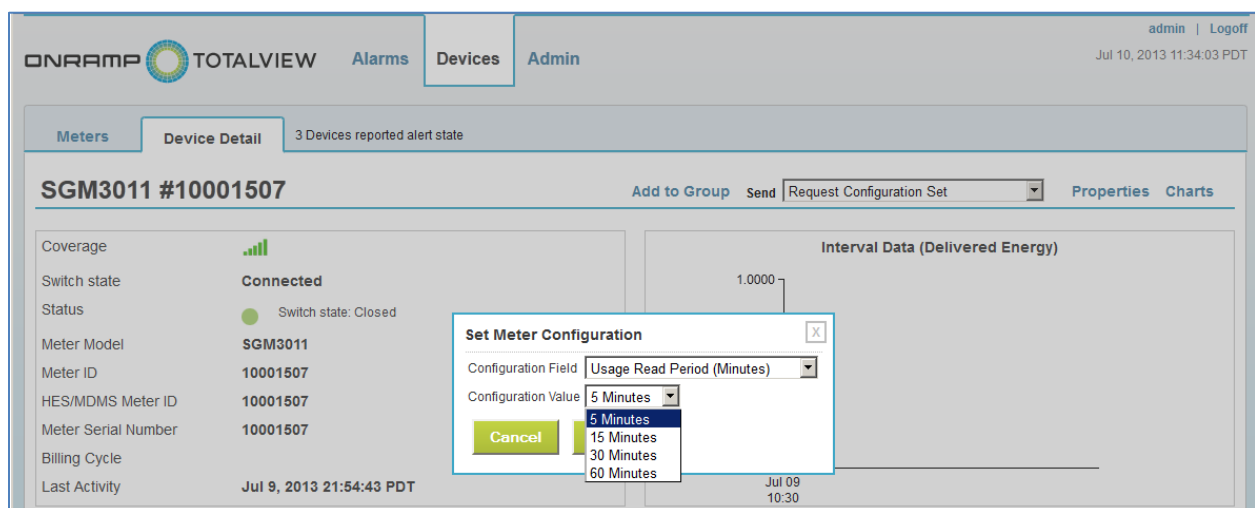 admin | Logoff
ONRAMP TOTALVIEW Alarms Devices Admin
Jul 10, 2013 11:34:03 PDT
Meters Device Detail 3 Devices reported alert state
SGM3011 #10001507 Add to Group Send Request Configuration Set Properties Charts
Coverage
Switch state Connected
Status Switch state: Closed
Meter Model SGM3011
Meter ID 10001507
HES/MDMS Meter ID 10001507
Meter Serial Number 10001507
Billing Cycle
Last Activity Jul 9, 2013 21:54:43 PDT
Interval Data (Delivered Energy)
1.0000
Jul 09
10:30
Set Meter Configuration X
Configuration Field Usage Read Period (Minutes)
Configuration Value 5 Minutes
5 Minutes
15 Minutes
30 Minutes
60 Minutes
Cancel